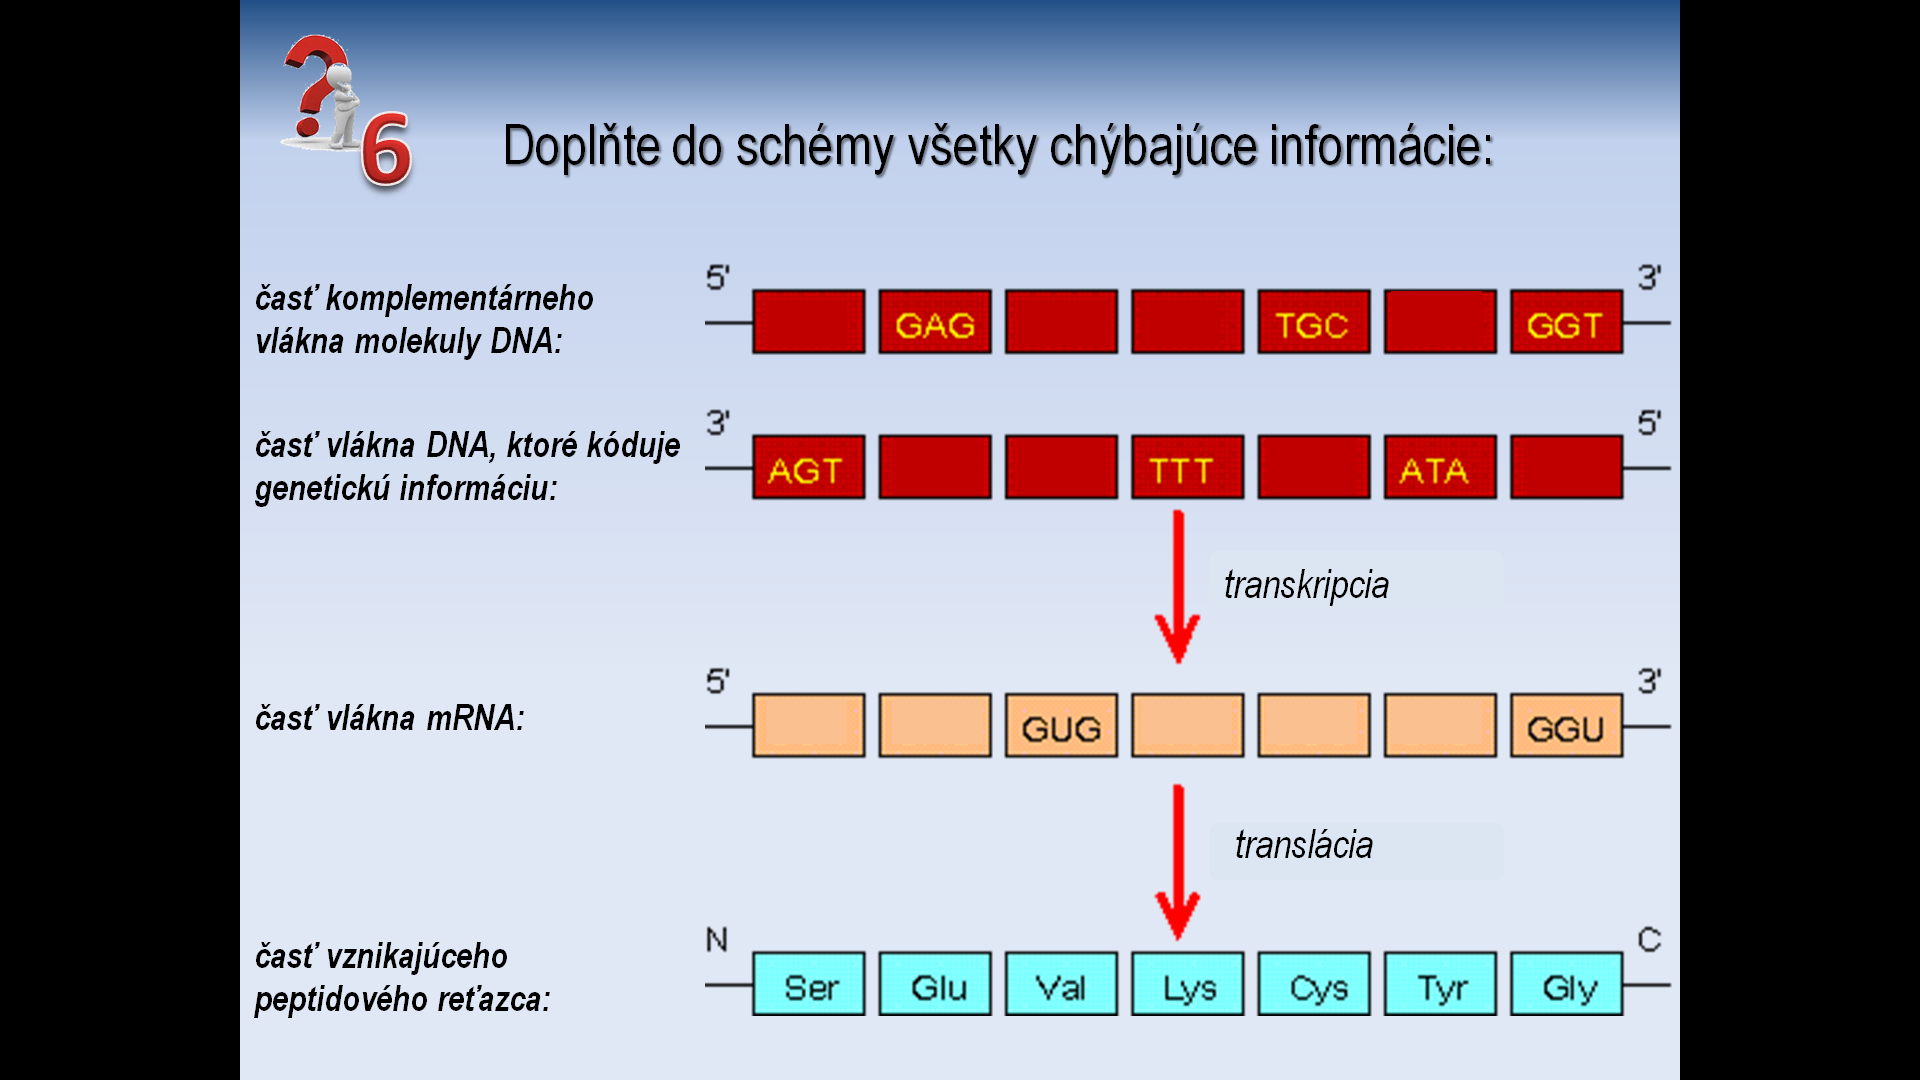 ?
6
Doplňte do schémy všetky chýbajúce informácie:
časť komplementárneho
vlákna molekuly DNA:
5' GAG TGC GGT 3'
časť vlákna DNA, ktoré kóduje
genetickú informáciu:
3' AGT TTT ATA 5'
transkripcia
časť vlákna mRNA:
5' GUG GGU 3'
translácia
časť vznikajúceho
peptidového reťazca:
N Ser Glu Val Lys Cys Tyr Gly C